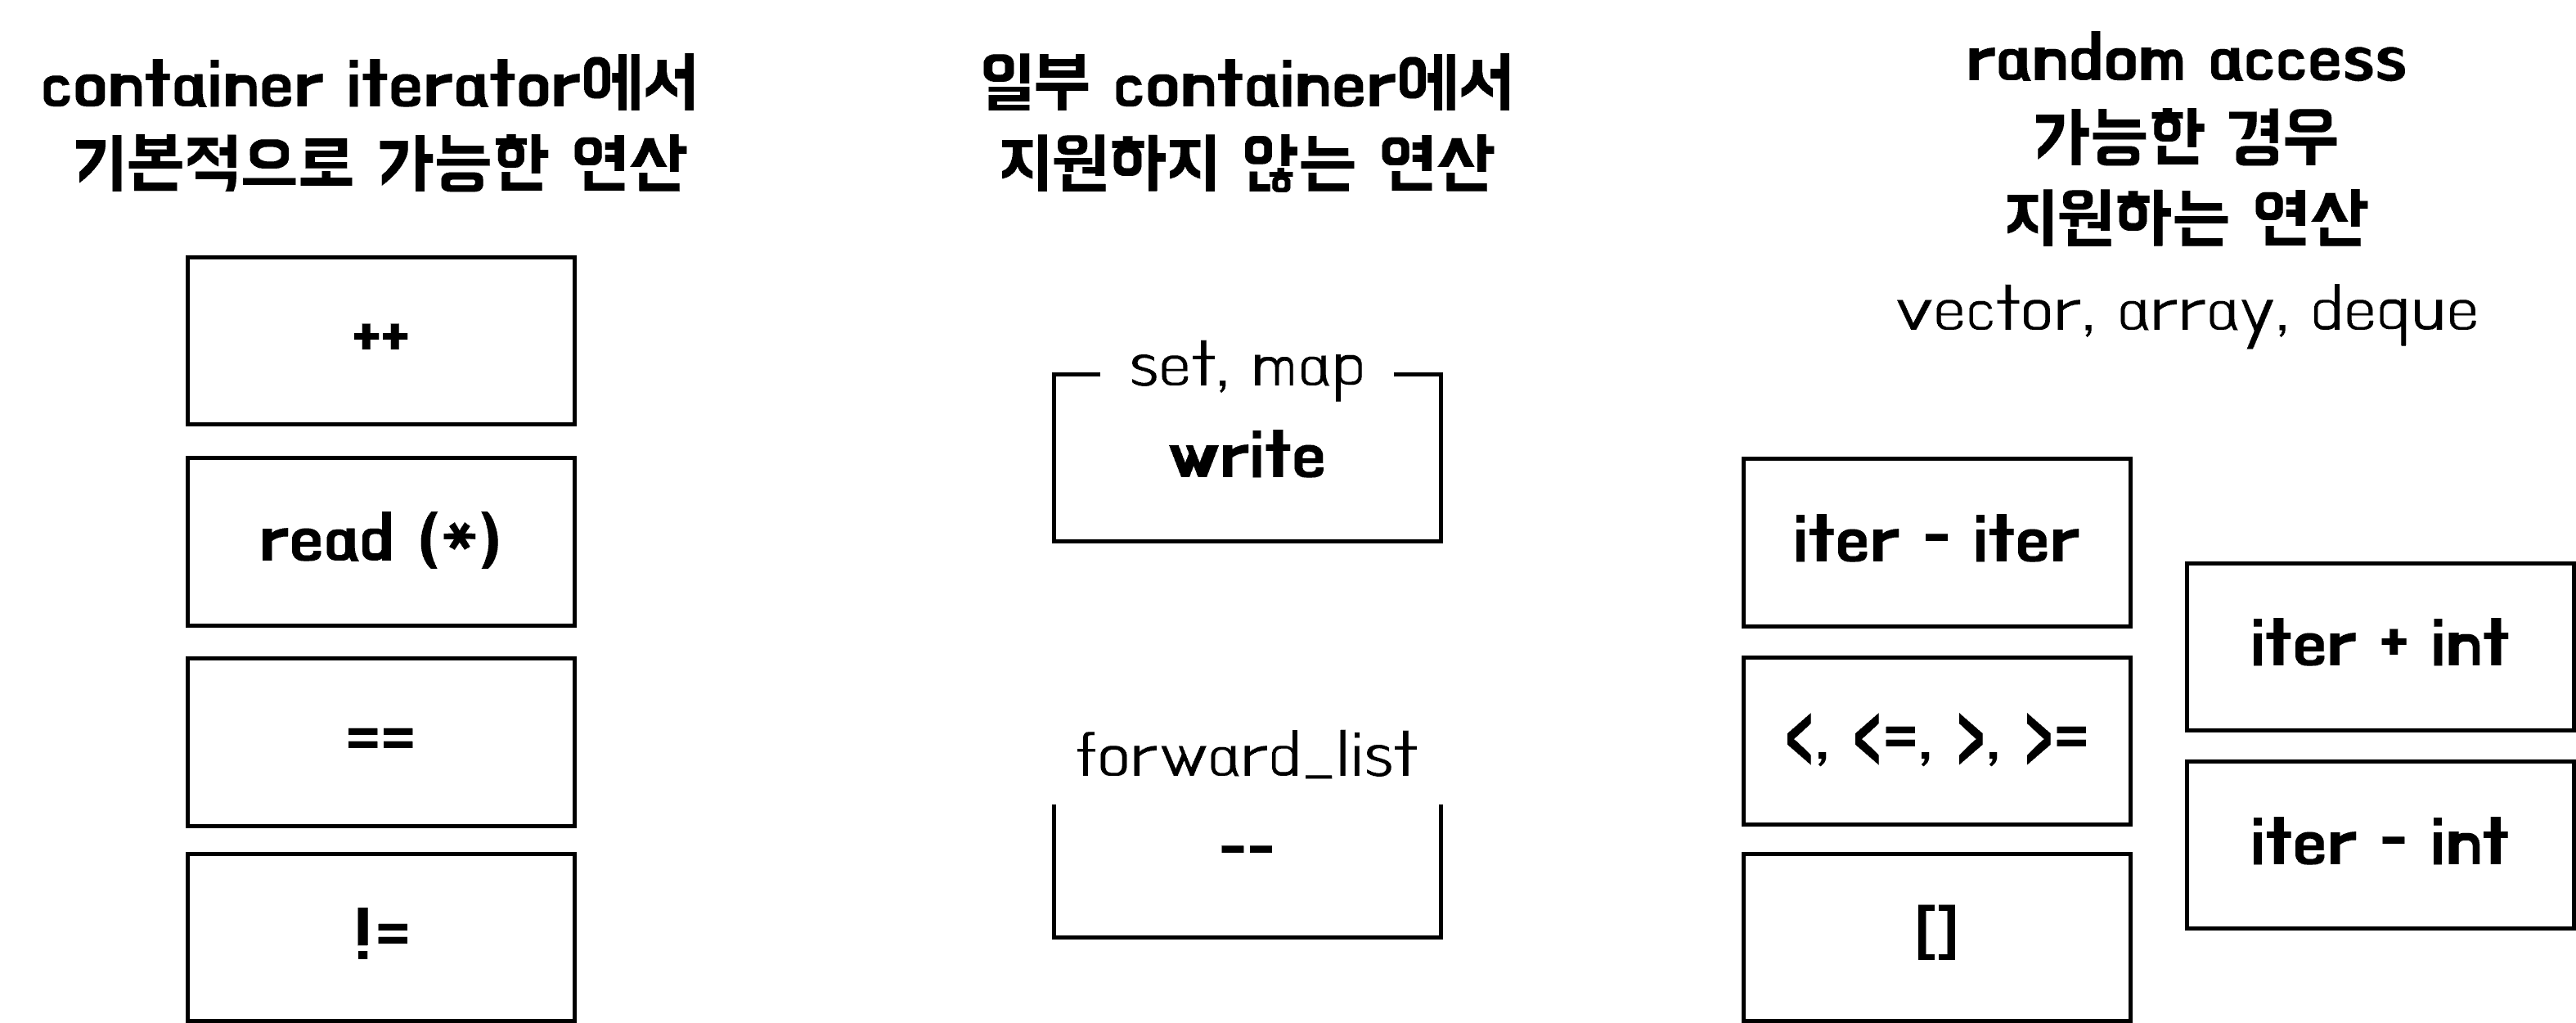 container iterator에서
기본적으로 가능한 연산
++
read (*)
==
!=
일부 container에서
지원하지 않는 연산
set, map
write
forward_list
--
random access
가능한 경우
지원하는 연산
vector, array, deque
iter - iter
<, <=, >, >=
[]
iter + int
iter - int